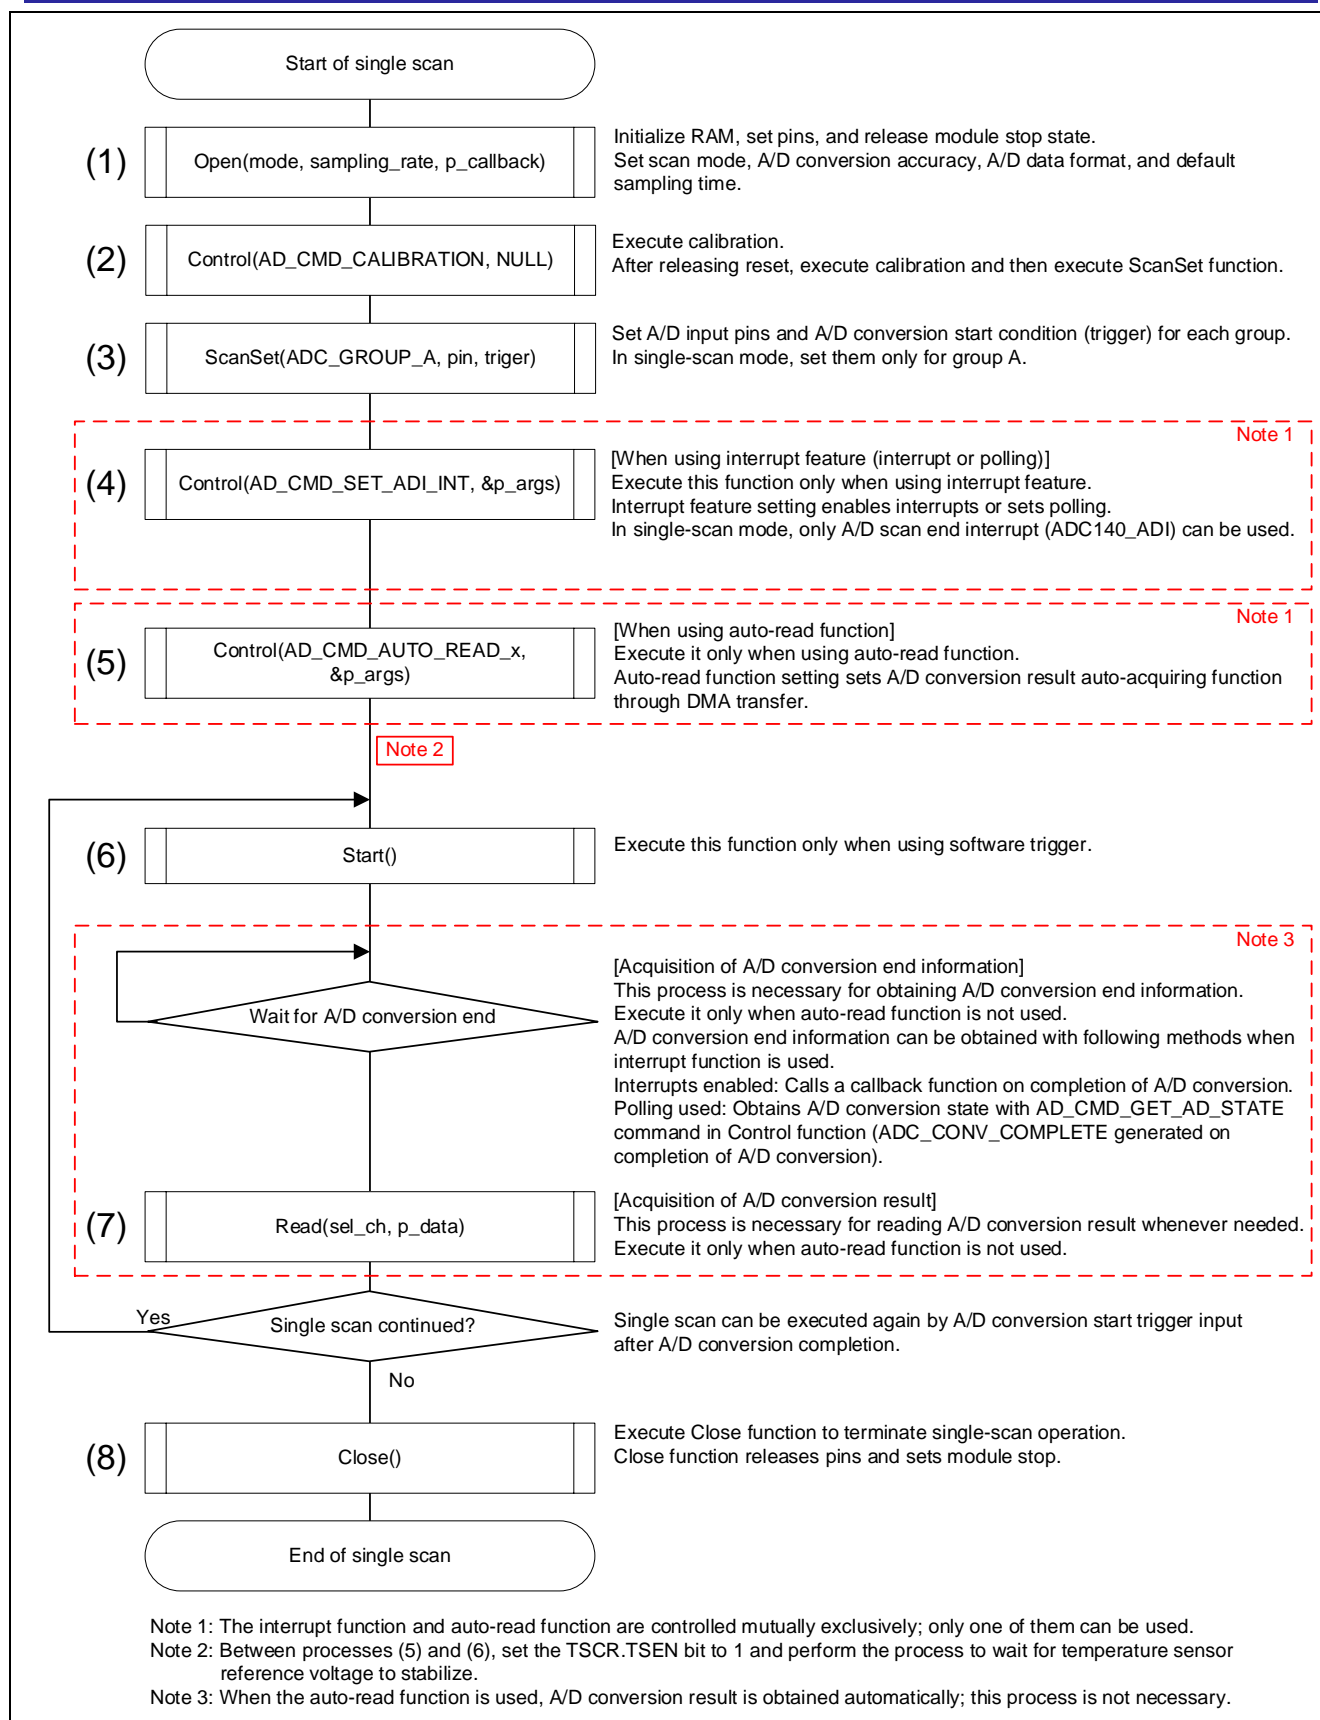 Start of single scan
(1)
Open(mode, sampling_rate, p_callback)
Initialize RAM, set pins, and release module stop state.
Set scan mode, A/D conversion accuracy, A/D data format, and default
sampling time.
(2)
Control(AD_CMD_CALIBRATION, NULL)
Execute calibration.
After releasing reset, execute calibration and then execute ScanSet function.
(3)
ScanSet(ADC_GROUP_A, pin, triger)
Set A/D input pins and A/D conversion start condition (trigger) for each group.
In single-scan mode, set them only for group A.
Note 1
(4)
Control(AD_CMD_SET_ADI_INT, &p_args)
[When using interrupt feature (interrupt or polling)]
Execute this function only when using interrupt feature.
Interrupt feature setting enables interrupts or sets polling.
In single-scan mode, only A/D scan end interrupt (ADC140_ADI) can be used.
Note 1
(5)
Control(AD_CMD_AUTO_READ_x,
&p_args)
[When using auto-read function]
Execute it only when using auto-read function.
Auto-read function setting sets A/D conversion result auto-acquiring function
through DMA transfer.
Note 2
(6)
Start()
Execute this function only when using software trigger.
Note 3
Wait for A/D conversion end
[Acquisition of A/D conversion end information]
This process is necessary for obtaining A/D conversion end information.
Execute it only when auto-read function is not used.
A/D conversion end information can be obtained with following methods when
interrupt function is used.
Interrupts enabled: Calls a callback function on completion of A/D conversion.
Polling used: Obtains A/D conversion state with AD_CMD_GET_AD_STATE
command in Control function (ADC_CONV_COMPLETE generated on
completion of A/D conversion).
(7)
Read(sel_ch, p_data)
[Acquisition of A/D conversion result]
This process is necessary for reading A/D conversion result whenever needed.
Execute it only when auto-read function is not used.
Yes
Single scan continued?
Single scan can be executed again by A/D conversion start trigger input
after A/D conversion completion.
No
(8)
Close()
Execute Close function to terminate single-scan operation.
Close function releases pins and sets module stop.
End of single scan
Note 1: The interrupt function and auto-read function are controlled mutually exclusively; only one of them can be used.
Note 2: Between processes (5) and (6), set the TSCR.TSEN bit to 1 and perform the process to wait for temperature sensor
reference voltage to stabilize.
Note 3: When the auto-read function is used, A/D conversion result is obtained automatically; this process is not necessary.